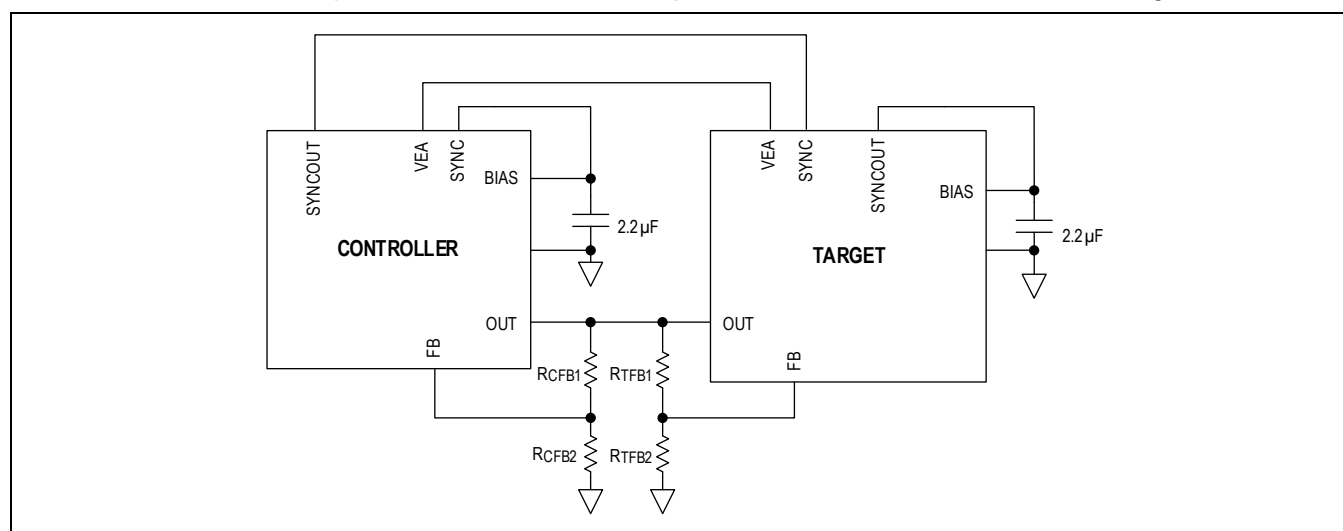 SYNCOUT
VEA
SYNC
BIAS
2.2µF
CONTROLLER
OUT
FB
VEA
SYNC
SYNCOUT
BIAS
2.2µF
TARGET
OUT
FB
RCFB1
RTFB1
RCFB2
RTFB2